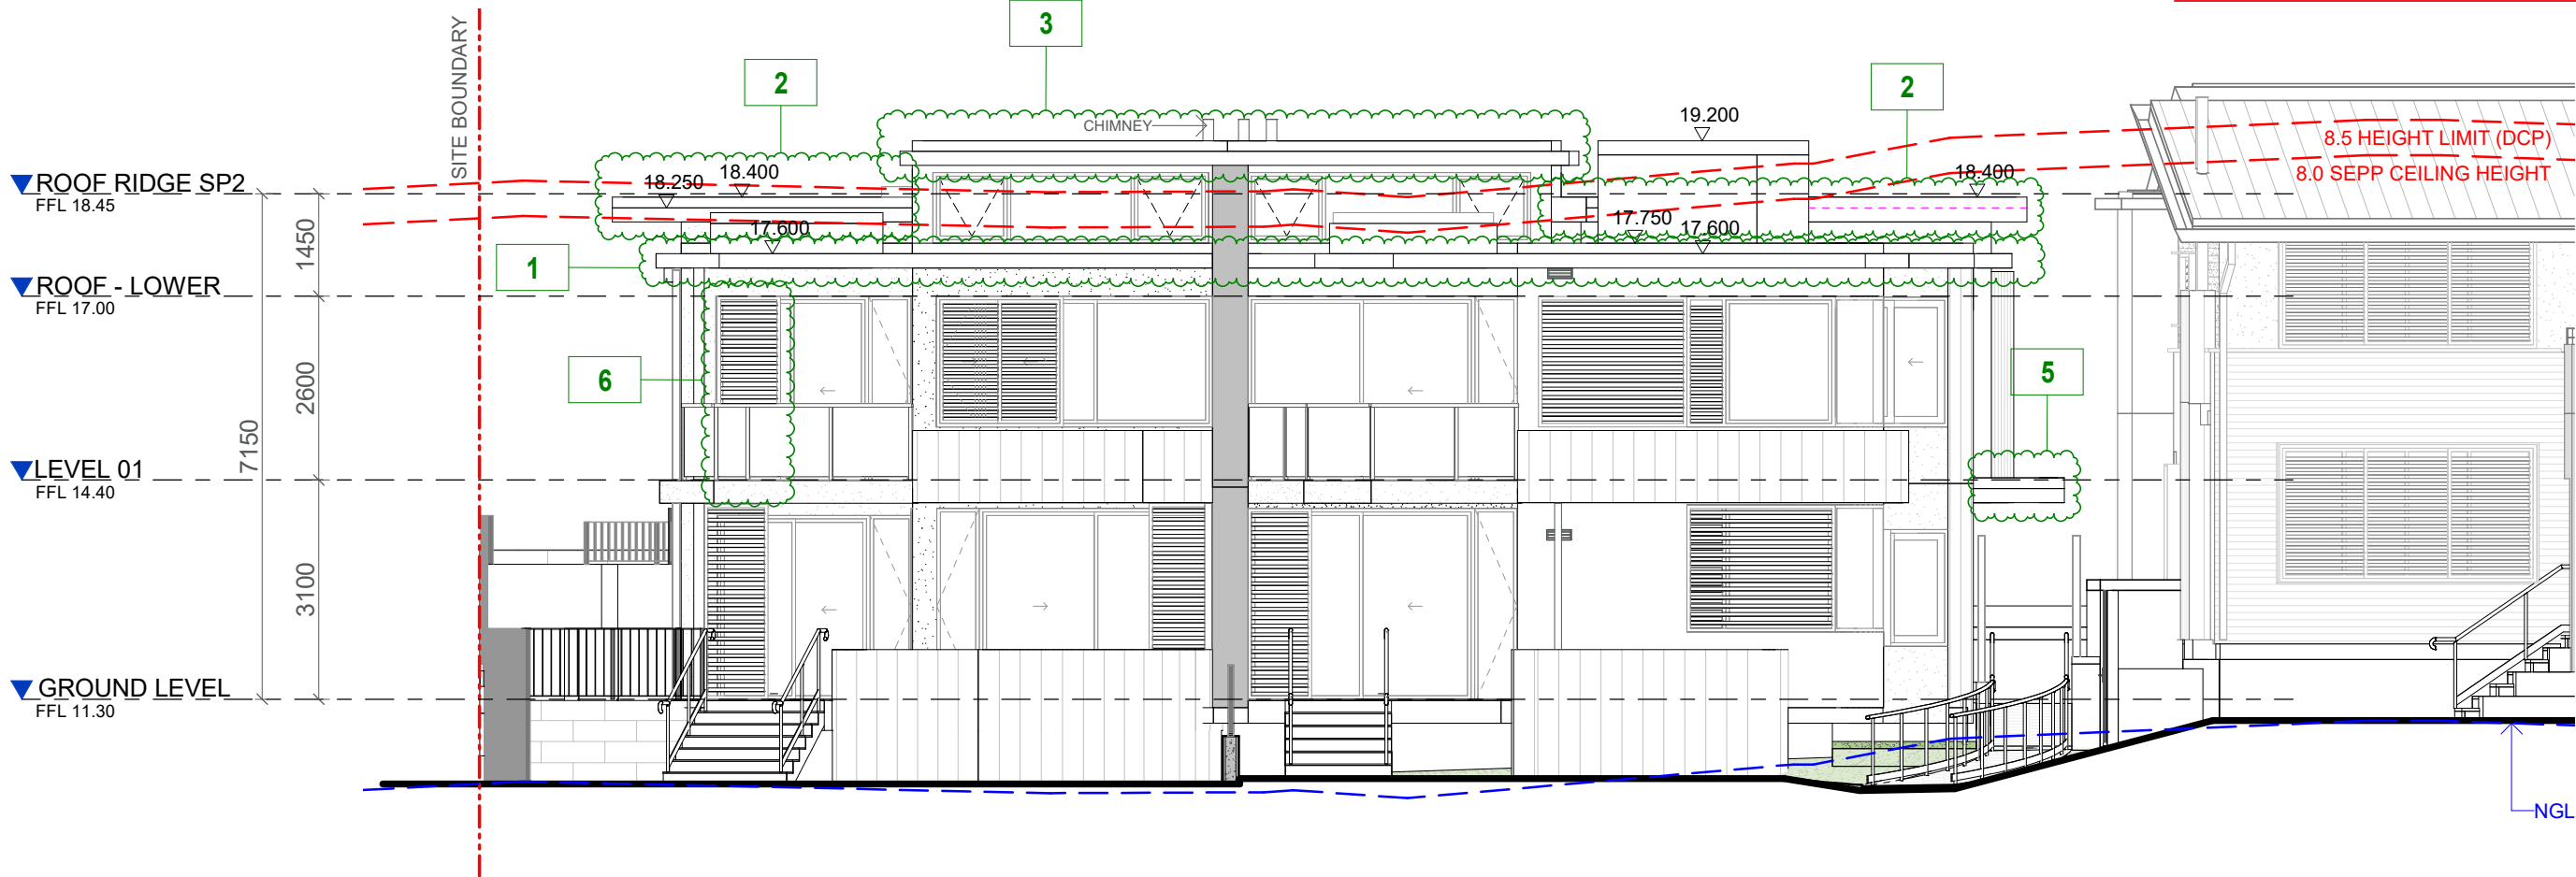 3
SITE BOUNDARY
2
2
CHIMNEY
19.200
8.5 HEIGHT LIMIT (DCP)
8.0 SEPP CEILING HEIGHT
ROOF RIDGE SP2
FFL 18.45
18.250
18.400
18.400
17.600
17.750
17.600
1450
1
ROOF - LOWER
FFL 17.00
2600
6
5
7150
LEVEL 01
FFL 14.40
3100
GROUND LEVEL
FFL 11.30
NGL